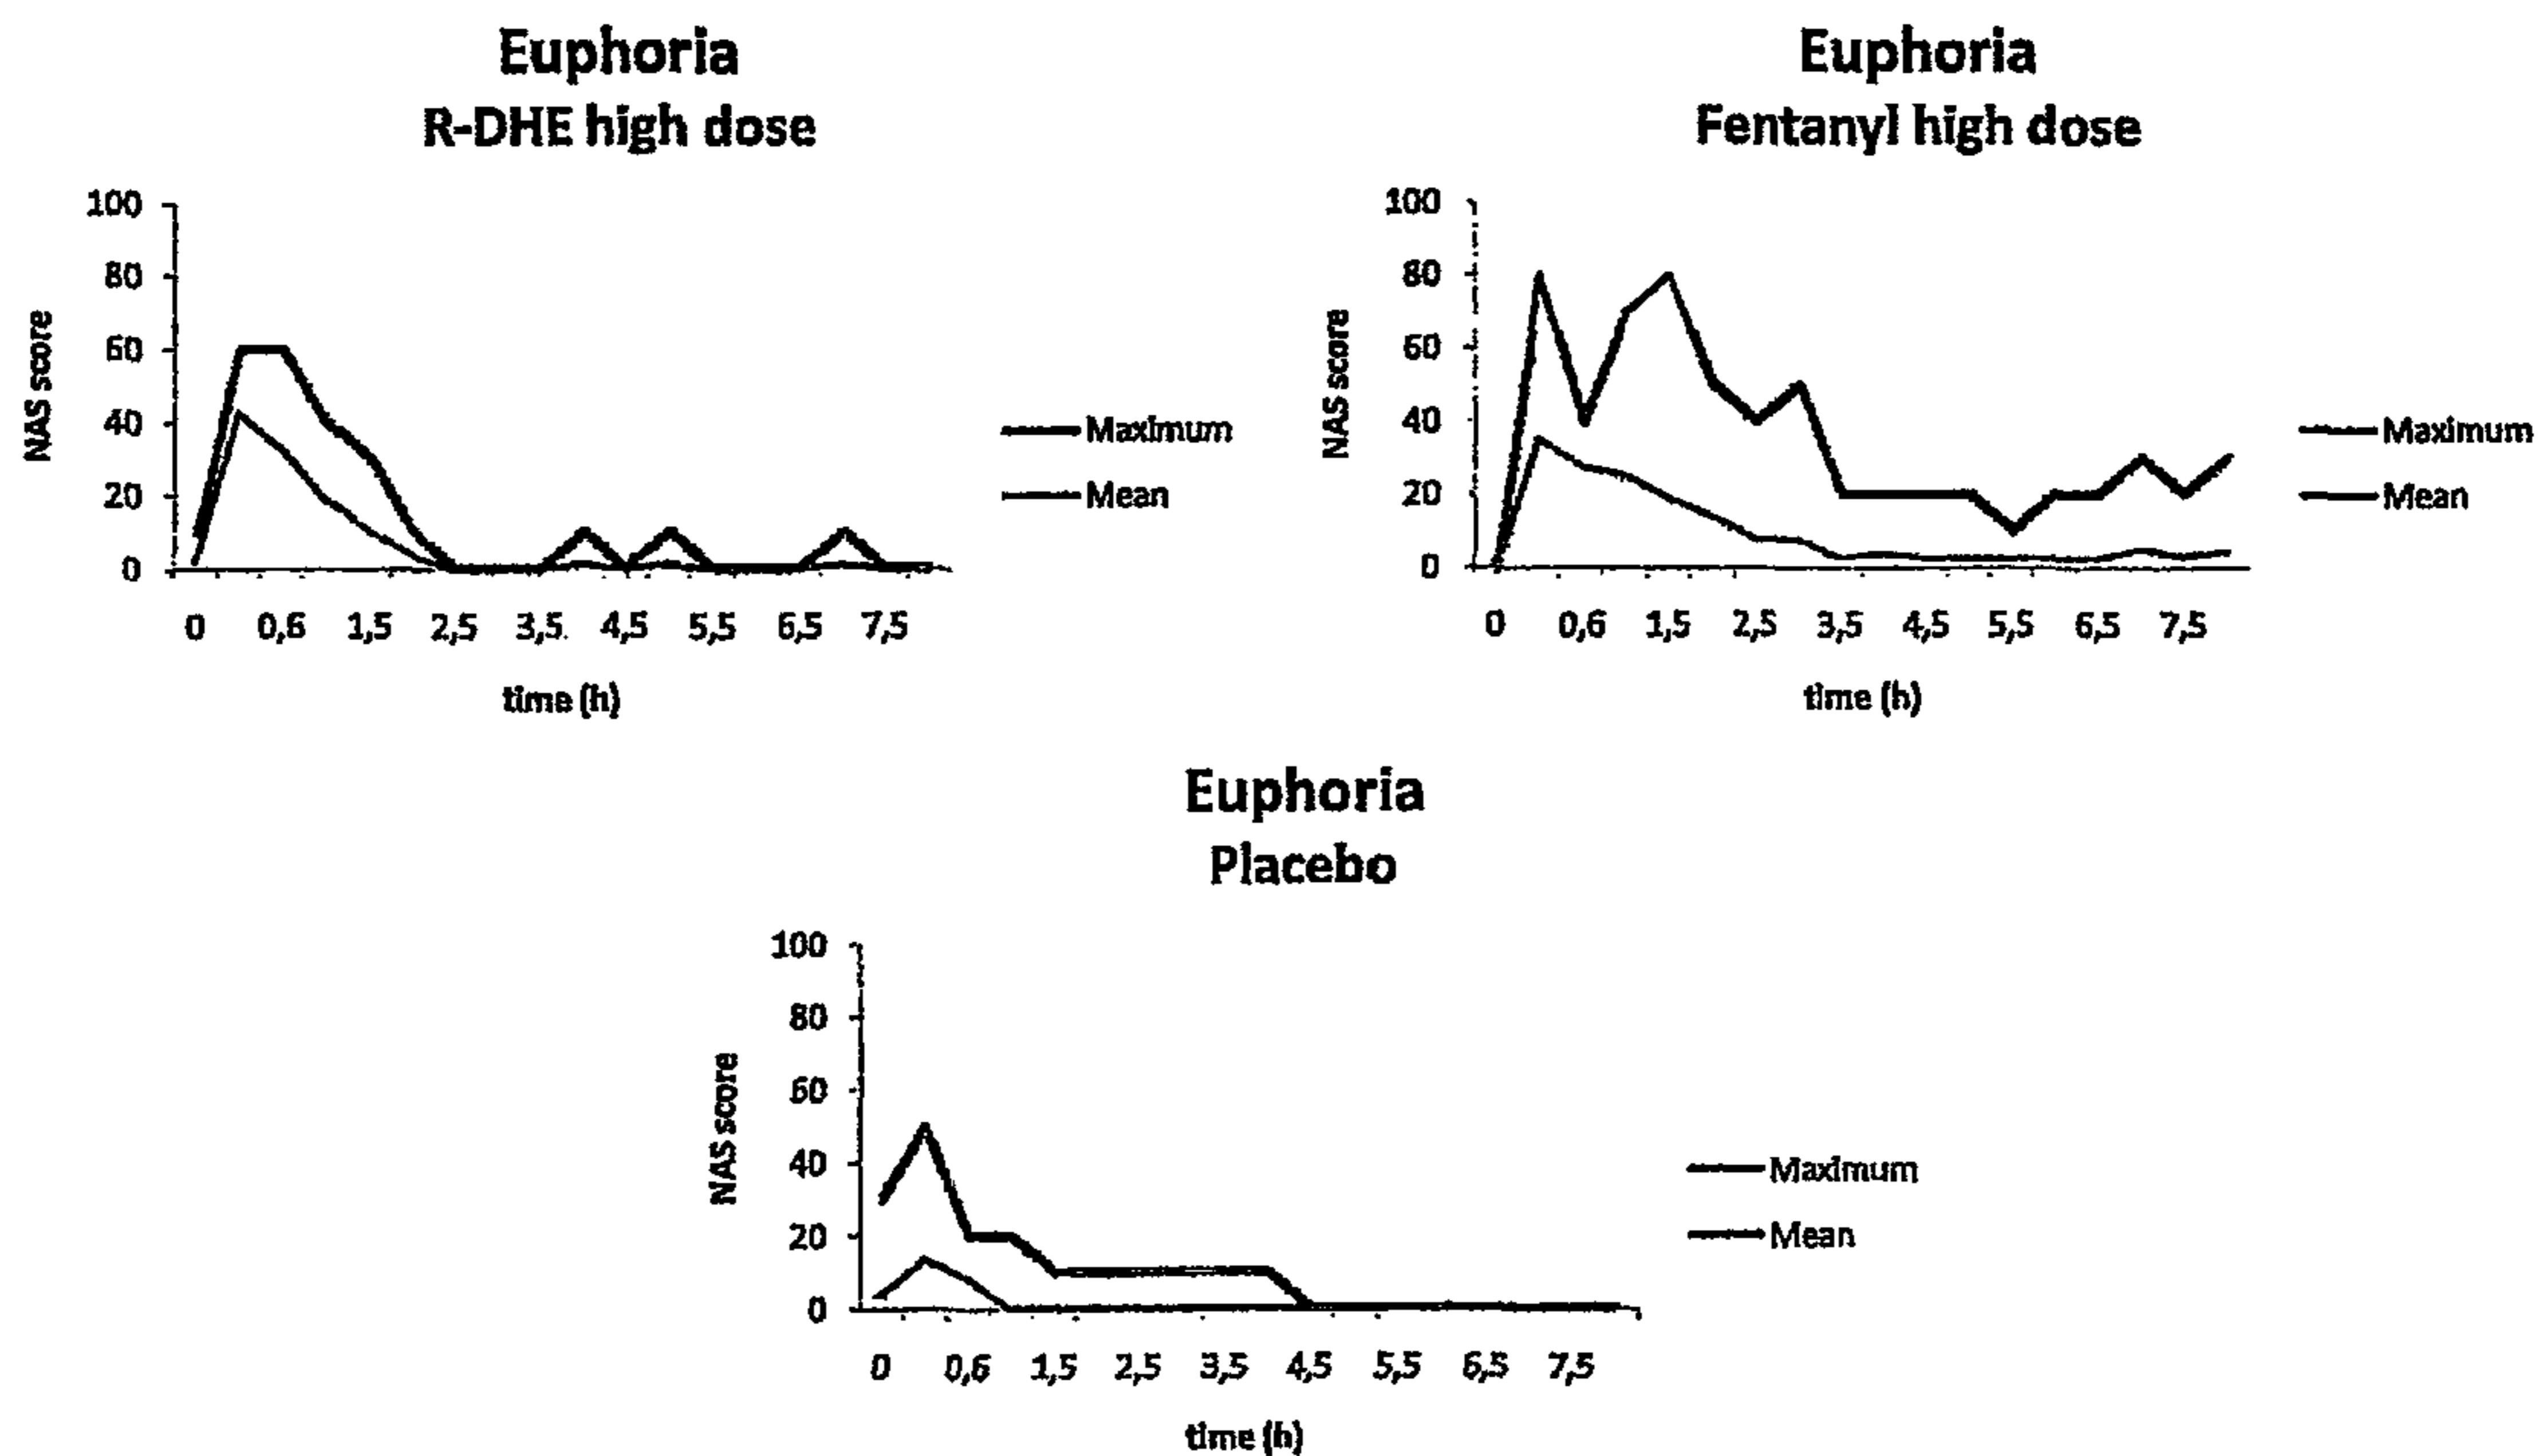 Euphoria
R-DHE high dose
100
80
60
40
20
0
NAS score
0 0,6 1,5 2,5 3,5 4,5 5,5 6,5 7,5
time (h)
Maximum
Mean
Euphoria
Fentanyl high dose
100
80
60
40
20
0
NAS score
0 0,6 1,5 2,5 3,5 4,5 5,5 6,5 7,5
time (h)
Maximum
Mean
Euphoria
Placebo
100
80
60
40
20
0
NAS score
0 0,6 1,5 2,5 3,5 4,5 5,5 6,5 7,5
time (h)
Maximum
Mean